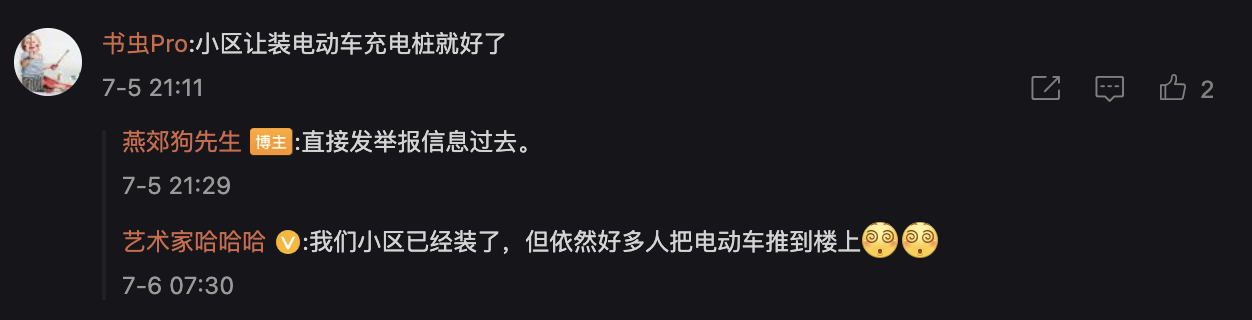 书虫Pro:小区让装电动车充电桩就好了
7-5 21:11
2
燕郊狗先生 博主:直接发举报信息过去。
7-5 21:29
艺术家哈哈哈 V:我们小区已经装了，但依然好多人把电动车推到楼上
7-6 07:30